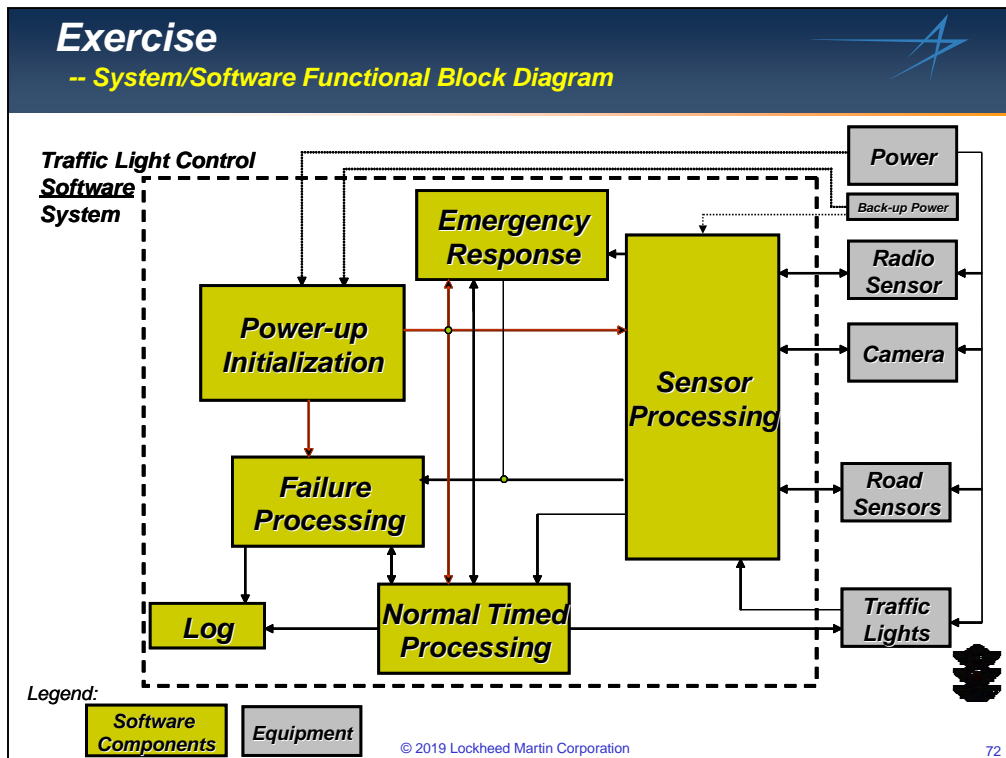 Exercise
-- System/Software Functional Block Diagram
Traffic Light Control
Software
System
Power
Back-up Power
Emergency
Response
Radio
Sensor
Power-up
Initialization
Camera
Sensor
Processing
Failure
Processing
Road
Sensors
Normal Timed
Processing
Log
Traffic
Lights
Legend:
Software
Components
Equipment
© 2019 Lockheed Martin Corporation
72